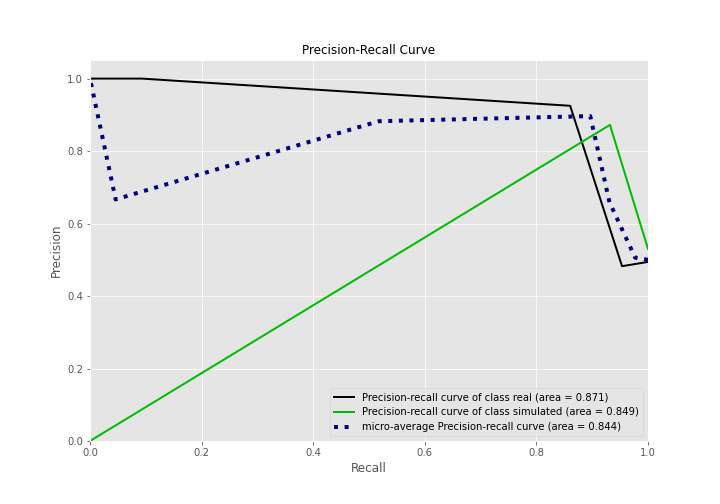 Precision-Recall Curve
1.0
0.8
0.6
0.4
0.2
0.0
Precision
0.0 0.2 0.4 0.6 0.8 1.0
Recall
Precision-recall curve of class real (area = 0.871)
Precision-recall curve of class simulated (area = 0.849)
micro-average Precision-recall curve (area = 0.844)